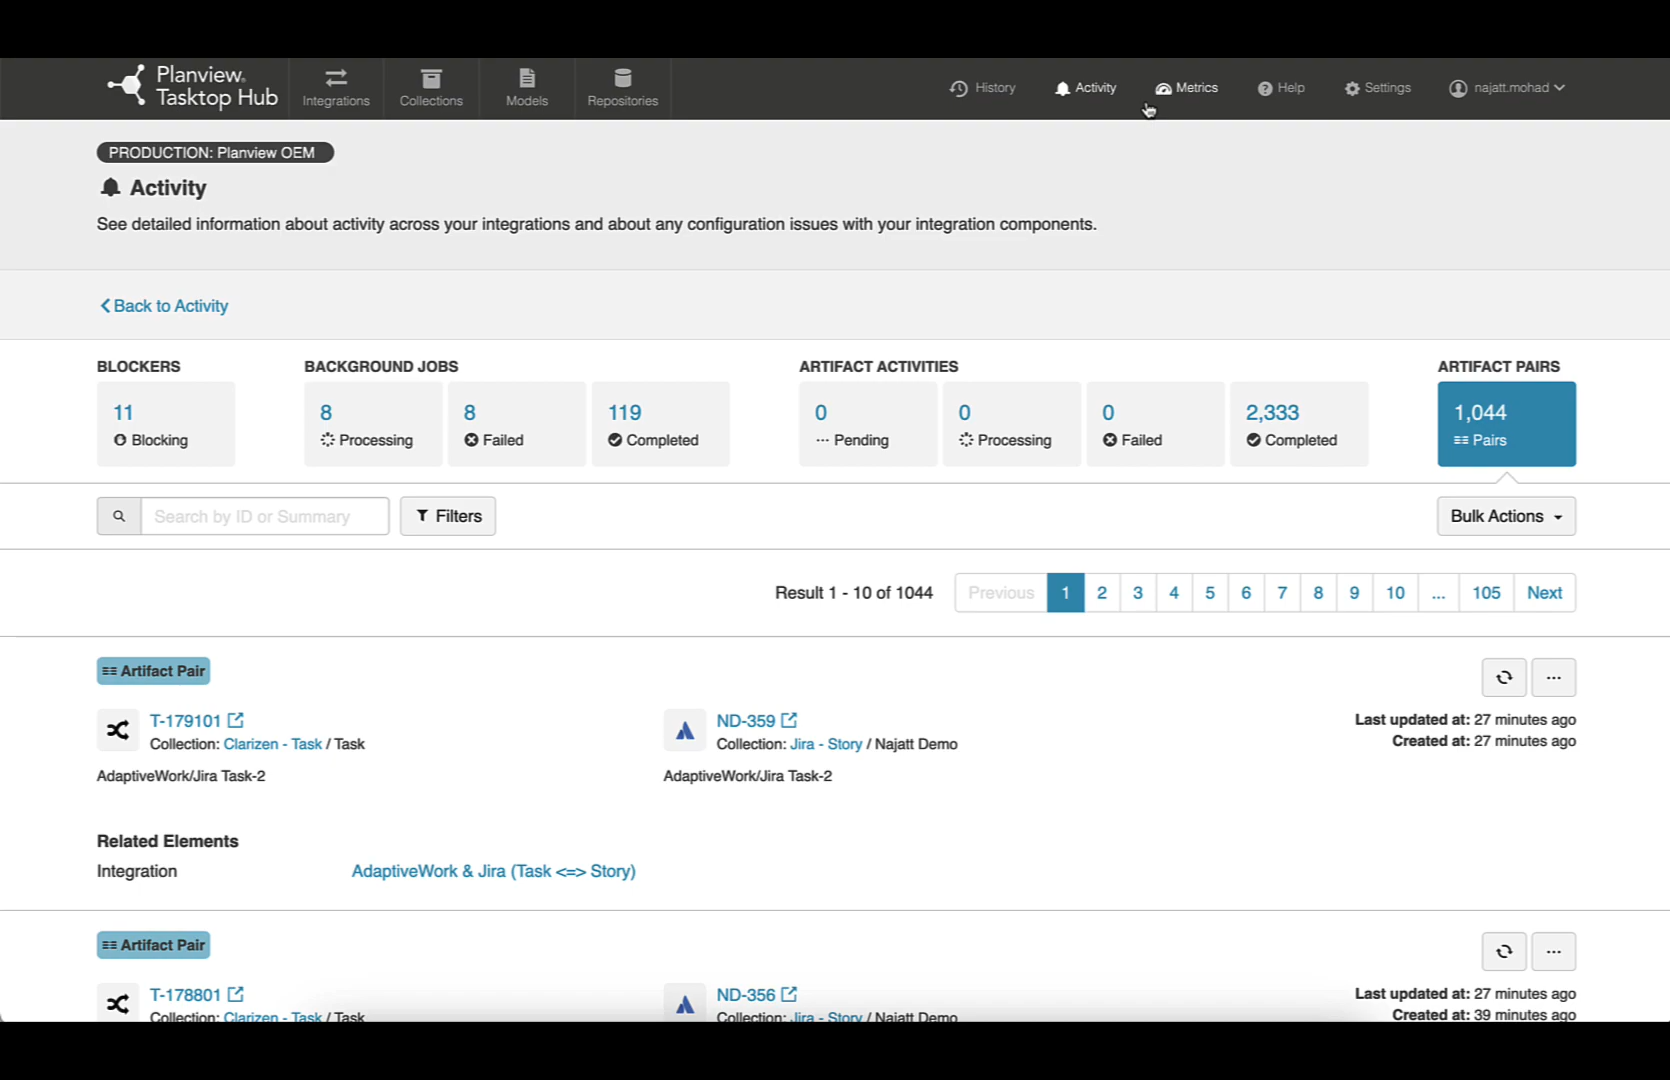 Planview.
Tasktop Hub
Integrations
Collections
Models
Repositories
History
Activity
Metrics
Help
Settings
najatt.mohad
PRODUCTION: Planview OEM
Activity
See detailed information about activity across your integrations and about any configuration issues with your integration components.
Back to Activity
BLOCKERS
11
Blocking
BACKGROUND JOBS
8
Processing
8
Failed
119
Completed
ARTIFACT ACTIVITIES
0
Pending
0
Processing
0
Failed
2,333
Completed
ARTIFACT PAIRS
1,044
Pairs
Search by ID or Summary
Filters
Bulk Actions
Result 1 - 10 of 1044
Previous 1 2 3 4 5 6 7 8 9 10 ... 105 Next
Artifact Pair
T-179101
Collection: Clarizen - Task / Task
AdaptiveWork/Jira Task-2
ND-359
Collection: Jira - Story / Najatt Demo
AdaptiveWork/Jira Task-2
Last updated at: 27 minutes ago
Created at: 27 minutes ago
Related Elements
Integration AdaptiveWork & Jira (Task <=> Story)
Artifact Pair
T-178801
Collection: Clarizen - Task / Task
ND-356
Collection: Jira - Story / Najatt Demo
Last updated at: 27 minutes ago
Created at: 39 minutes ago